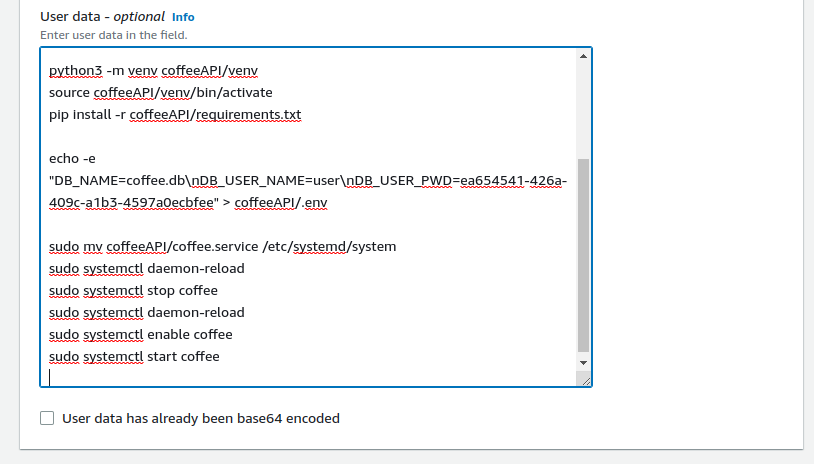 User data - optional Info
Enter user data in the field.
python3 -m venv coffeeAPI/venv
source coffeeAPI/venv/bin/activate
pip install -r coffeeAPI/requirements.txt
echo -e
"DB_NAME=coffee.db\nDB_USER_NAME=user\nDB_USER_PWD=ea654541-426a-
409c-a1b3-4597a0ecbfee" > coffeeAPI/.env
sudo mv coffeeAPI/coffee.service /etc/systemd/system
sudo systemctl daemon-reload
sudo systemctl stop coffee
sudo systemctl daemon-reload
sudo systemctl enable coffee
sudo systemctl start coffee
User data has already been base64 encoded